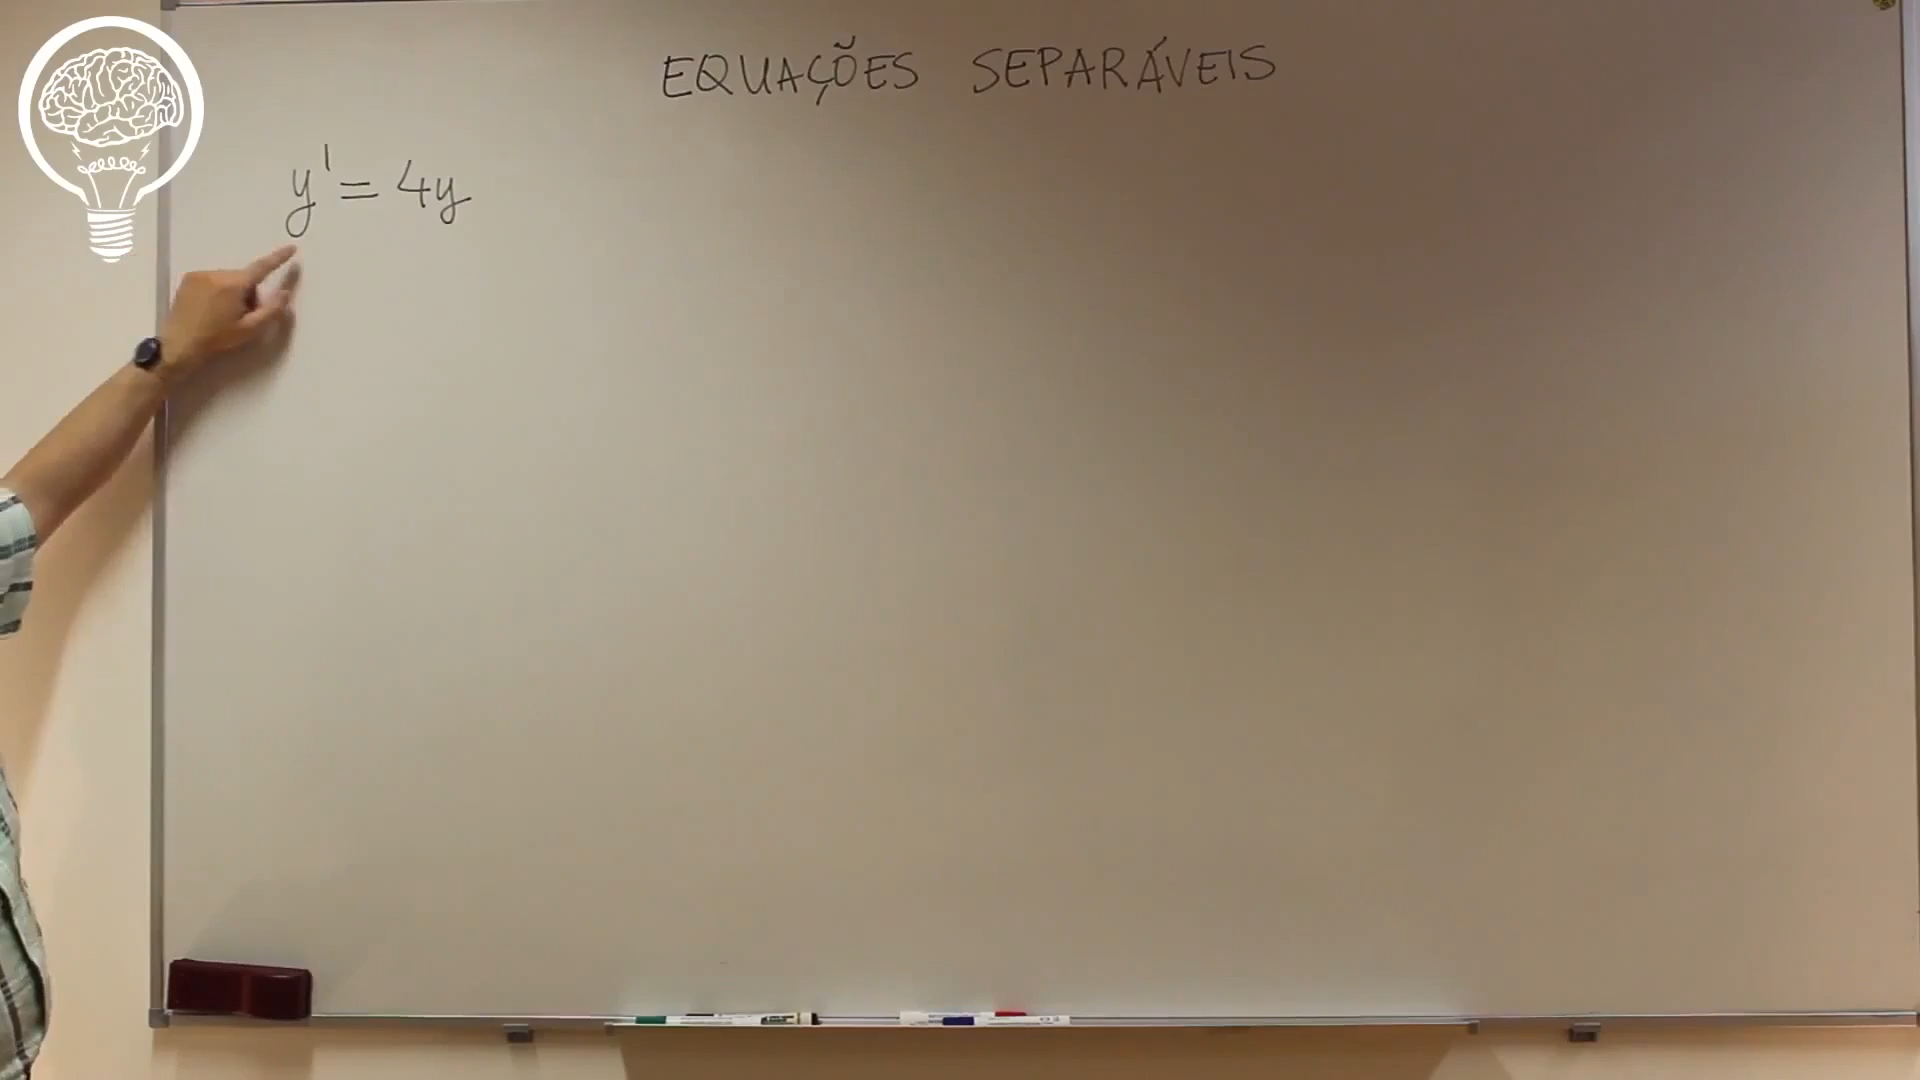 EQUAÇÕES SEPARÁVEIS
y' = 4y